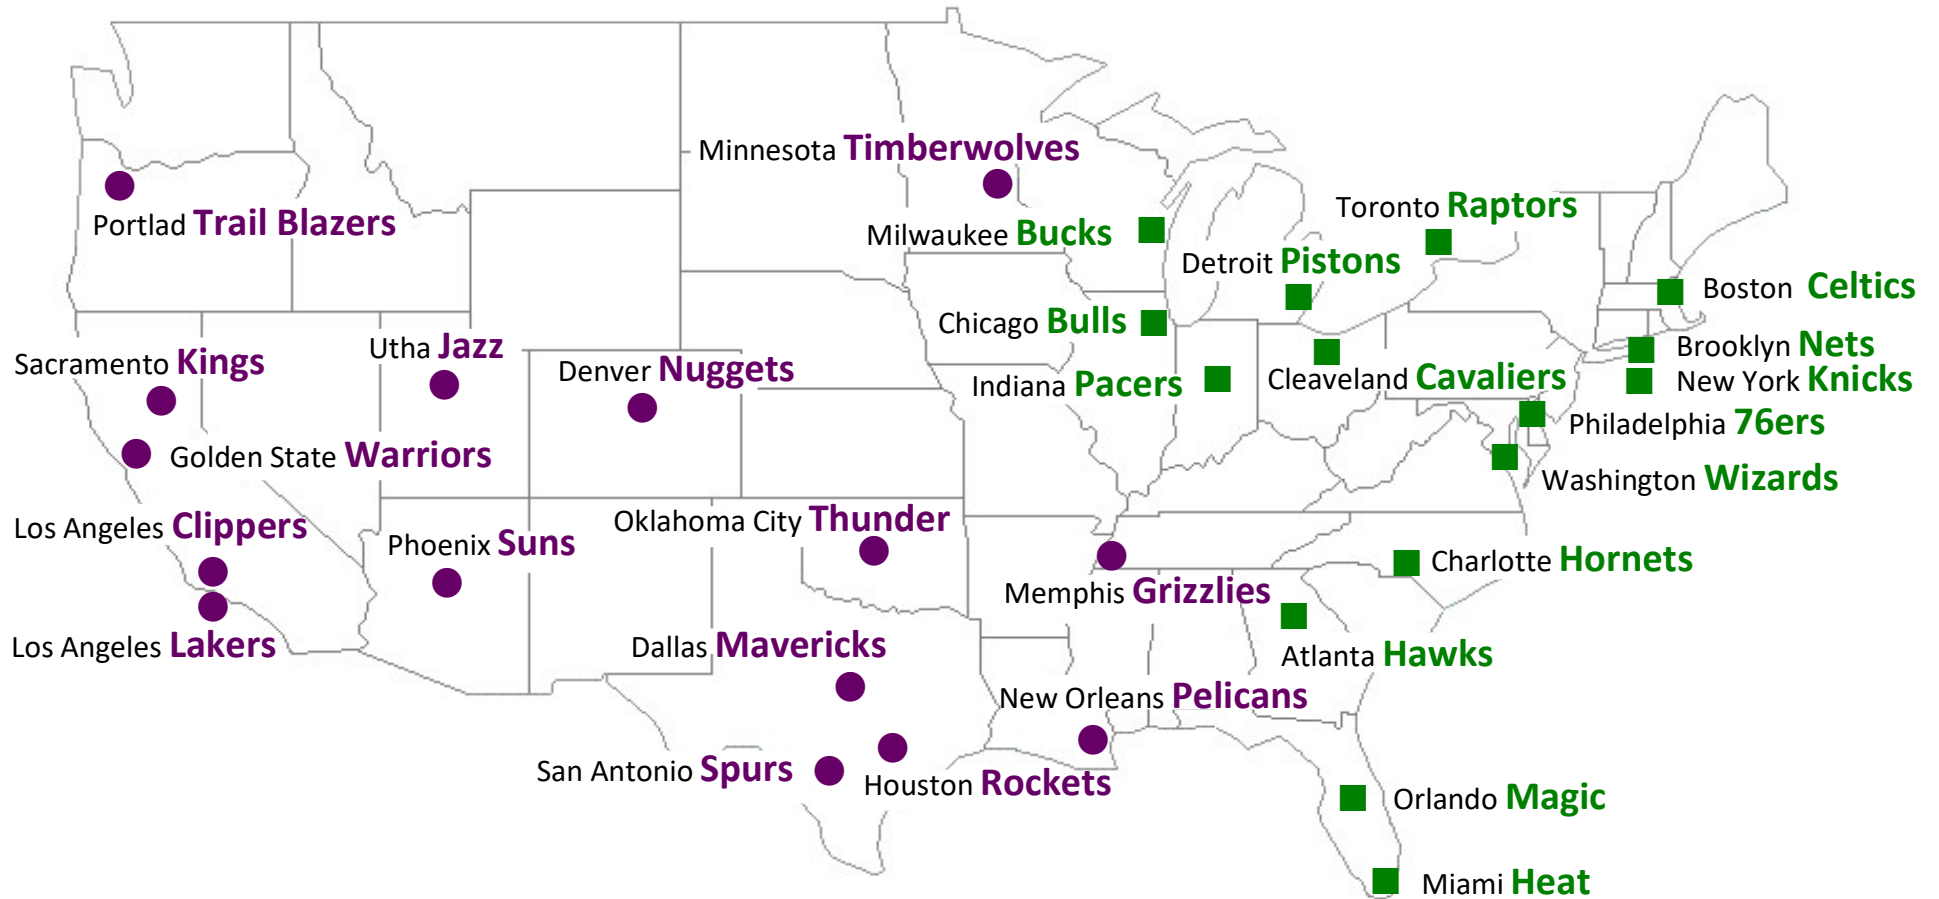 Minnesota Timberwolves
Portlad Trail Blazers
Milwaukee Bucks
Toronto Raptors
Detroit Pistons
Boston Celtics
Chicago Bulls
Sacramento Kings
Utha Jazz
Denver Nuggets
Indiana Pacers
Cleaveland Cavaliers
Brooklyn Nets
New York Knicks
Philadelphia 76ers
Golden State Warriors
Washington Wizards
Los Angeles Clippers
Phoenix Suns
Oklahoma City Thunder
Charlotte Hornets
Memphis Grizzlies
Los Angeles Lakers
Dallas Mavericks
Atlanta Hawks
New Orleans Pelicans
San Antonio Spurs
Houston Rockets
Orlando Magic
Miami Heat